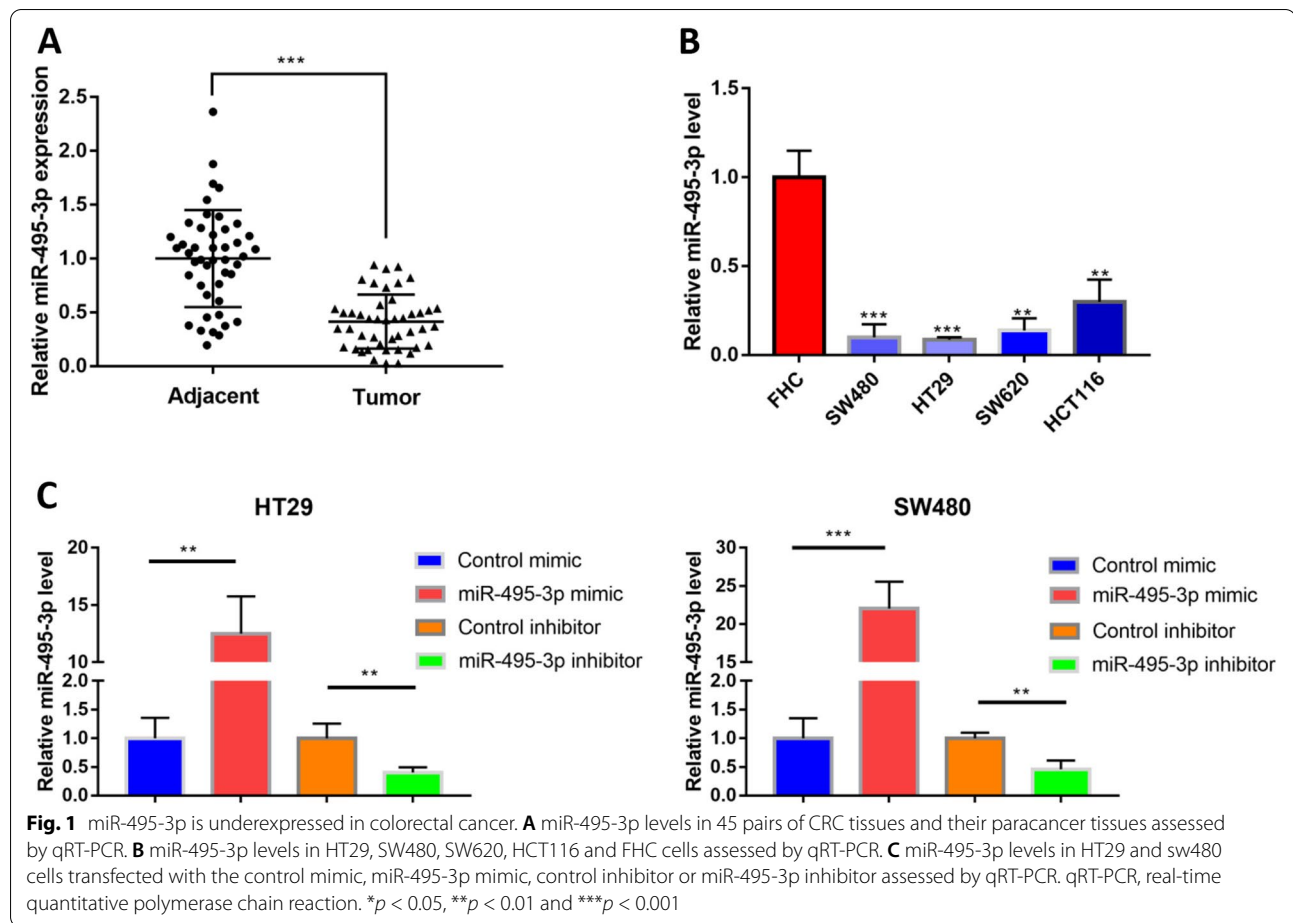 A
***
Relative miR-495-3p expression
2.5
2.0
1.5
1.0
0.5
0.0
Adjacent
Tumor
B
Relative miR-495-3p level
1.5
1.0
0.5
0.0
***
***
**
**
FHC
SW480
HT29
SW620
HCT116
C
HT29
Relative miR-495-3p level
20
15
10
2.0
1.5
1.0
0.5
0.0
**
**
Control mimic
miR-495-3p mimic
Control inhibitor
miR-495-3p inhibitor
SW480
Relative miR-495-3p level
30
25
20
15
10
2.0
1.5
1.0
0.5
0.0
***
**
Control mimic
miR-495-3p mimic
Control inhibitor
miR-495-3p inhibitor
Fig. 1 miR-495-3p is underexpressed in colorectal cancer. A miR-495-3p levels in 45 pairs of CRC tissues and their paracancer tissues assessed
by qRT-PCR. B miR-495-3p levels in HT29, SW480, SW620, HCT116 and FHC cells assessed by qRT-PCR. C miR-495-3p levels in HT29 and sw480
cells transfected with the control mimic, miR-495-3p mimic, control inhibitor or miR-495-3p inhibitor assessed by qRT-PCR. qRT-PCR, real-time
quantitative polymerase chain reaction. *p < 0.05, **p < 0.01 and ***p < 0.001